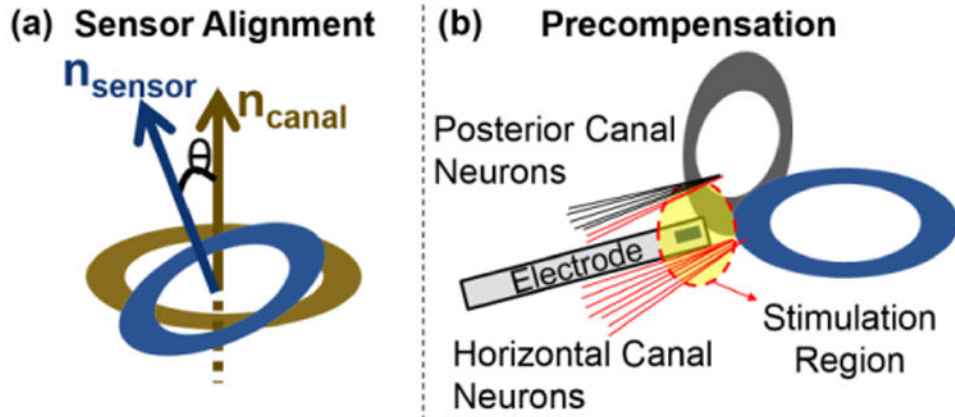 (a) Sensor Alignment
n_sensor
n_canal
θ
(b) Precompensation
Posterior Canal
Neurons
Electrode
Horizontal Canal
Neurons
Stimulation
Region